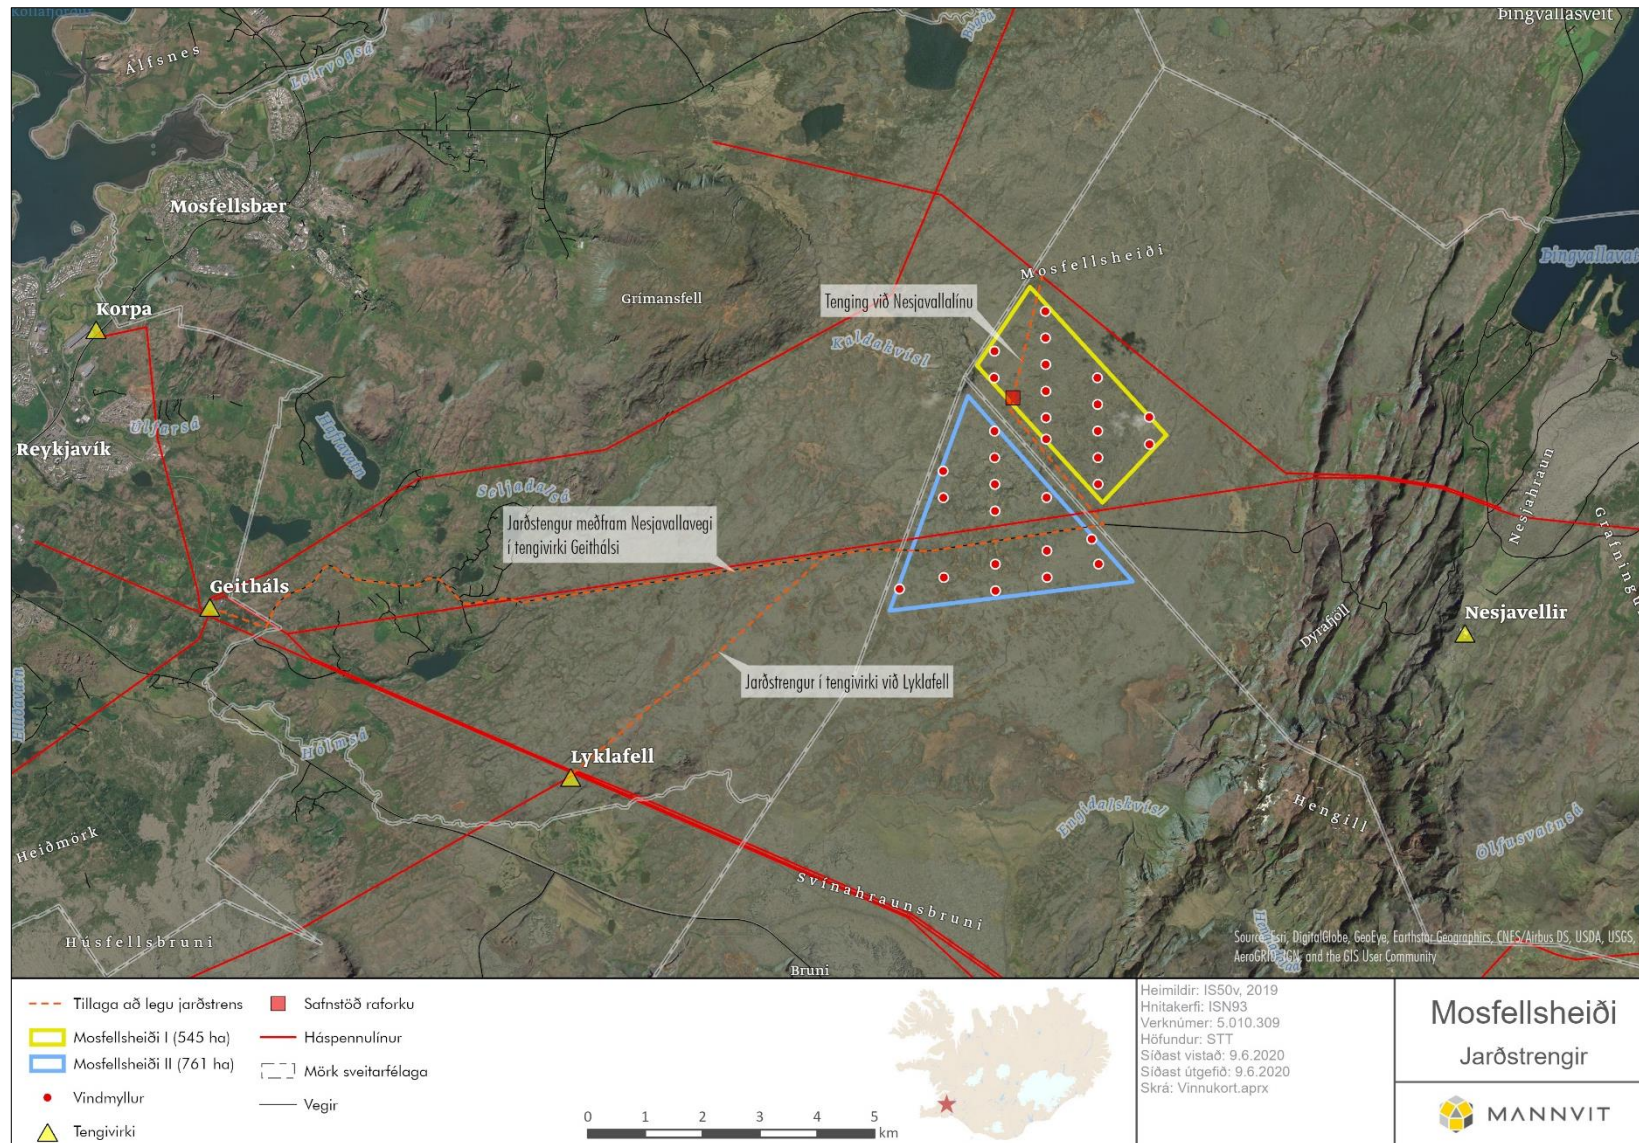 Kollafjörður
Þingvallasveit
Álfsnes
Leirvogsá
Bugða
Mosfellsbær
Mosfellsheiði
Þingvallavatn
Grímansfell
Tenging við Nesjavallalínu
Korpa
Kaldakvísl
Úlfarsá
Hafravatn
Reykjavík
Seljadalsá
Nesjahraun
Grafningur
Jarðstengur meðfram Nesjavallavegi
í tengivirki Geithálsi
Geitháls
Nesjavellir
Dyrafjöll
Jarðstrengur í tengivirki við Lyklafell
Elliðavatn
Hólmsá
Lyklafell
Engidalskvísl
Hengill
Ölfusvatnsá
Heiðmörk
Svínahraunsbruni
Húsfellsbruni
Bruni
Source: Esri, DigitalGlobe, GeoEye, Earthstar Geographics, CNES/Airbus DS, USDA, USGS,
AeroGRID, IGN, and the GIS User Community
Tillaga að legu jarðstrens
Mosfellsheiði I (545 ha)
Mosfellsheiði II (761 ha)
Vindmyllur
Tengivirki
Safnstöð raforku
Háspennulínur
Mörk sveitarfélaga
Vegir
0 1 2 3 4 5
km
Heimildir: IS50v, 2019
Hnitakerfi: ISN93
Verknúmer: 5.010.309
Höfundur: STT
Síðast vistað: 9.6.2020
Síðast útgefið: 9.6.2020
Skrá: Vinnukort.aprx
Mosfellsheiði
Jarðstrengir
MANNVIT